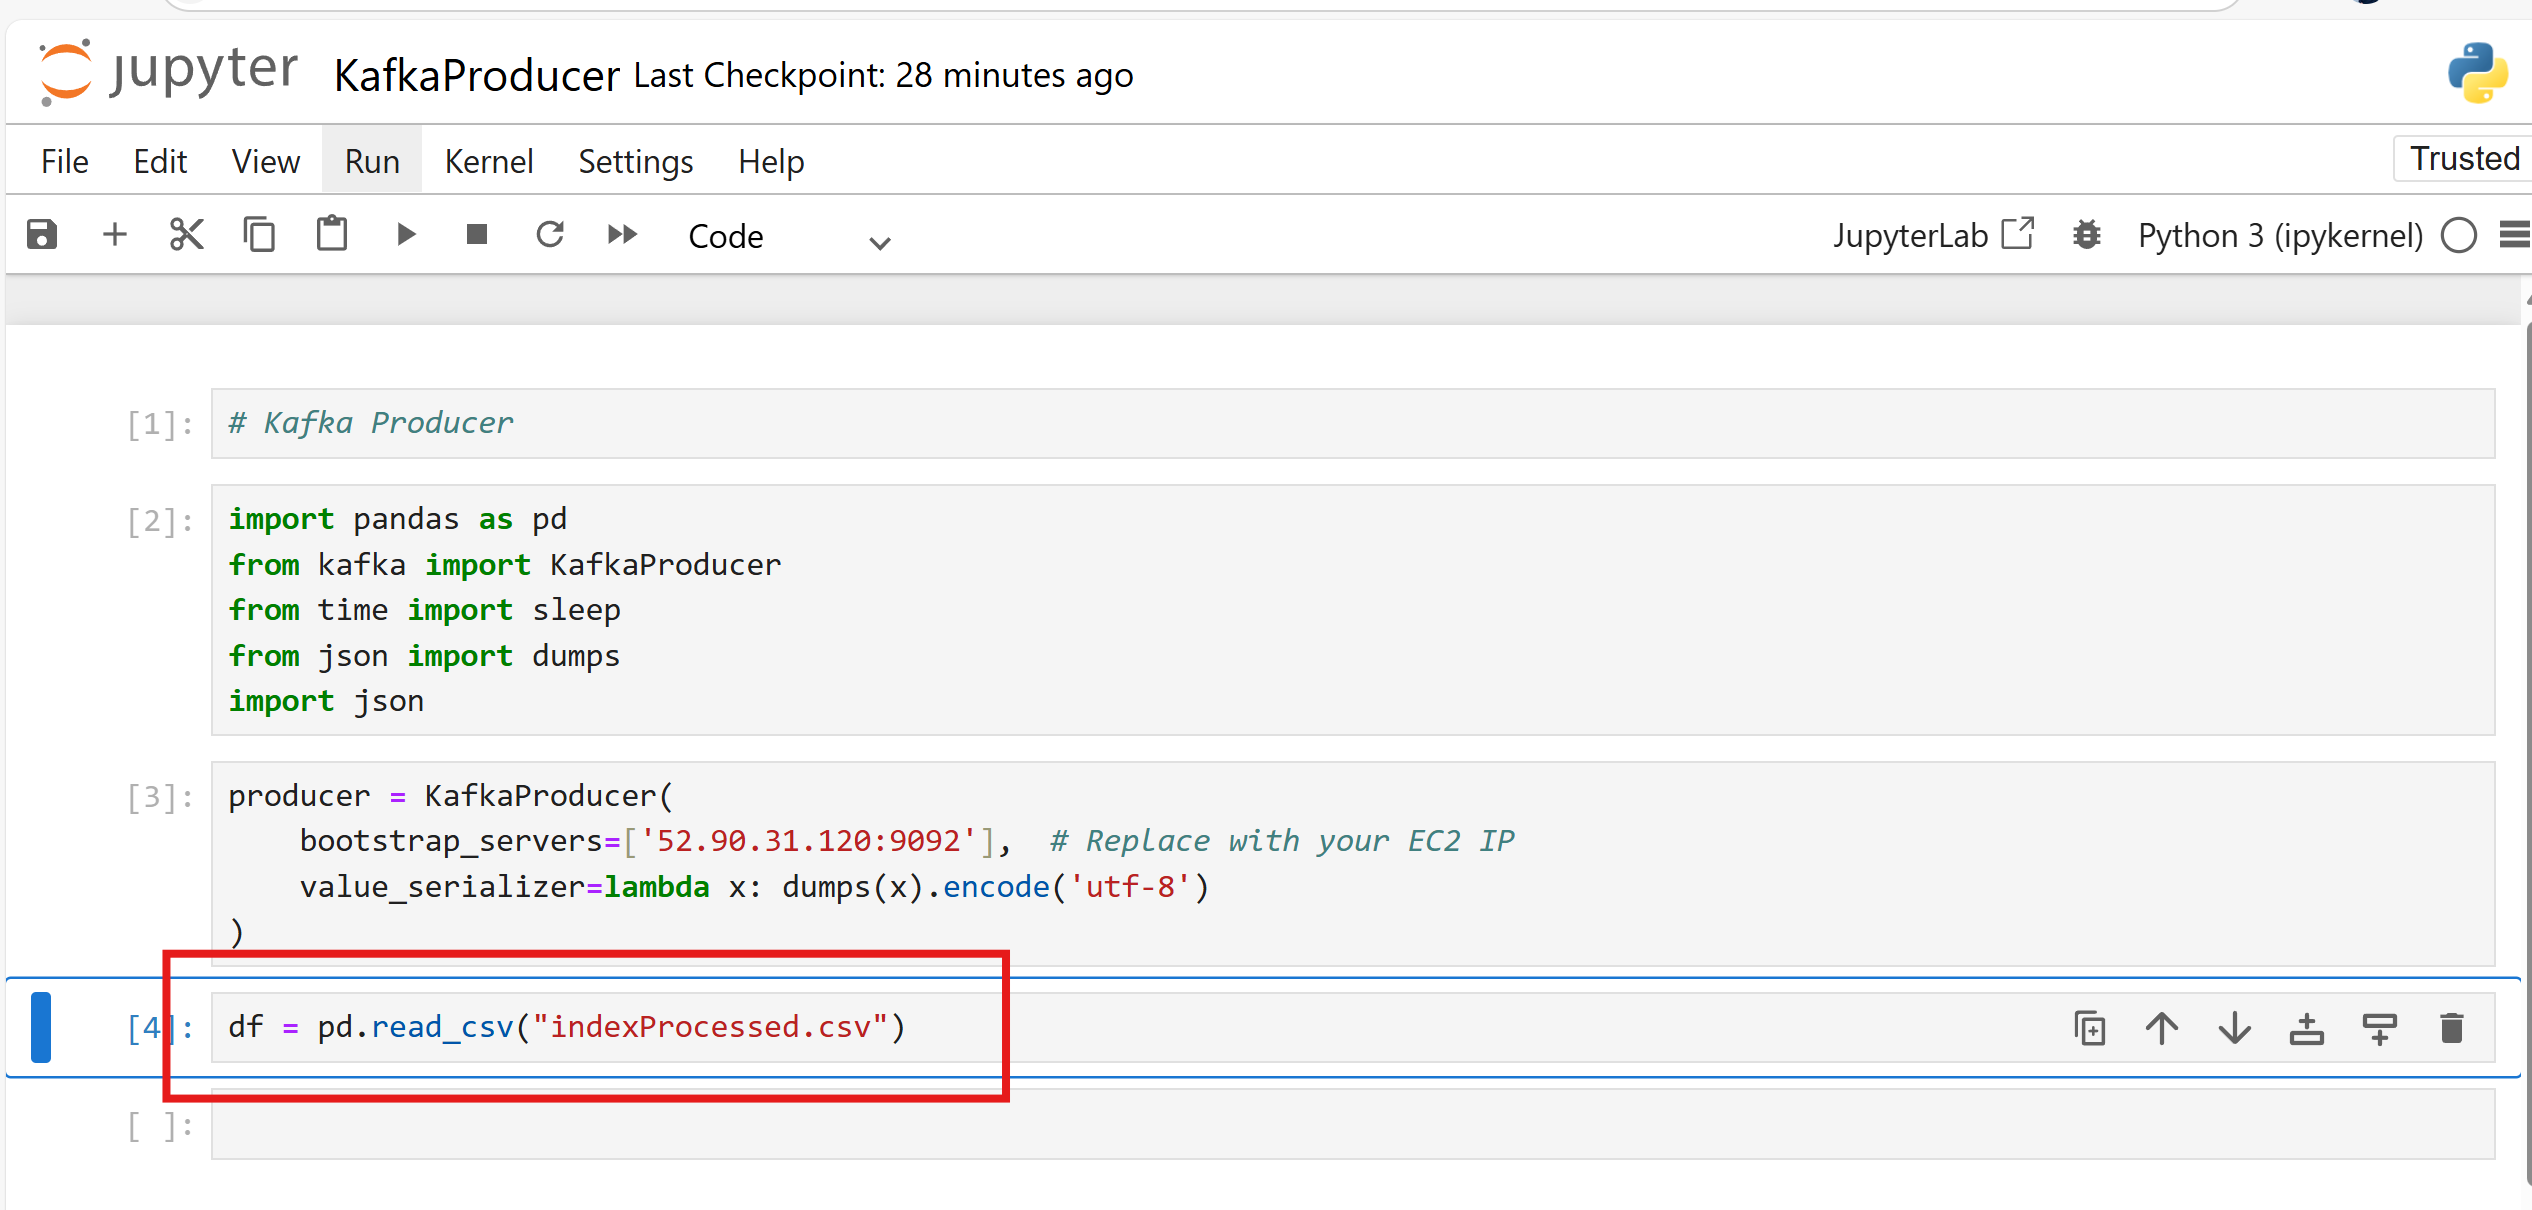 jupyter KafkaProducer Last Checkpoint: 28 minutes ago
File Edit View Run Kernel Settings Help Trusted
Code JupyterLab Python 3 (ipykernel)
[1]: # Kafka Producer
[2]: import pandas as pd
from kafka import KafkaProducer
from time import sleep
from json import dumps
import json
[3]: producer = KafkaProducer(
    bootstrap_servers=['52.90.31.120:9092'],  # Replace with your EC2 IP
    value_serializer=lambda x: dumps(x).encode('utf-8')
)
[4]: df = pd.read_csv("indexProcessed.csv")
[ ]: